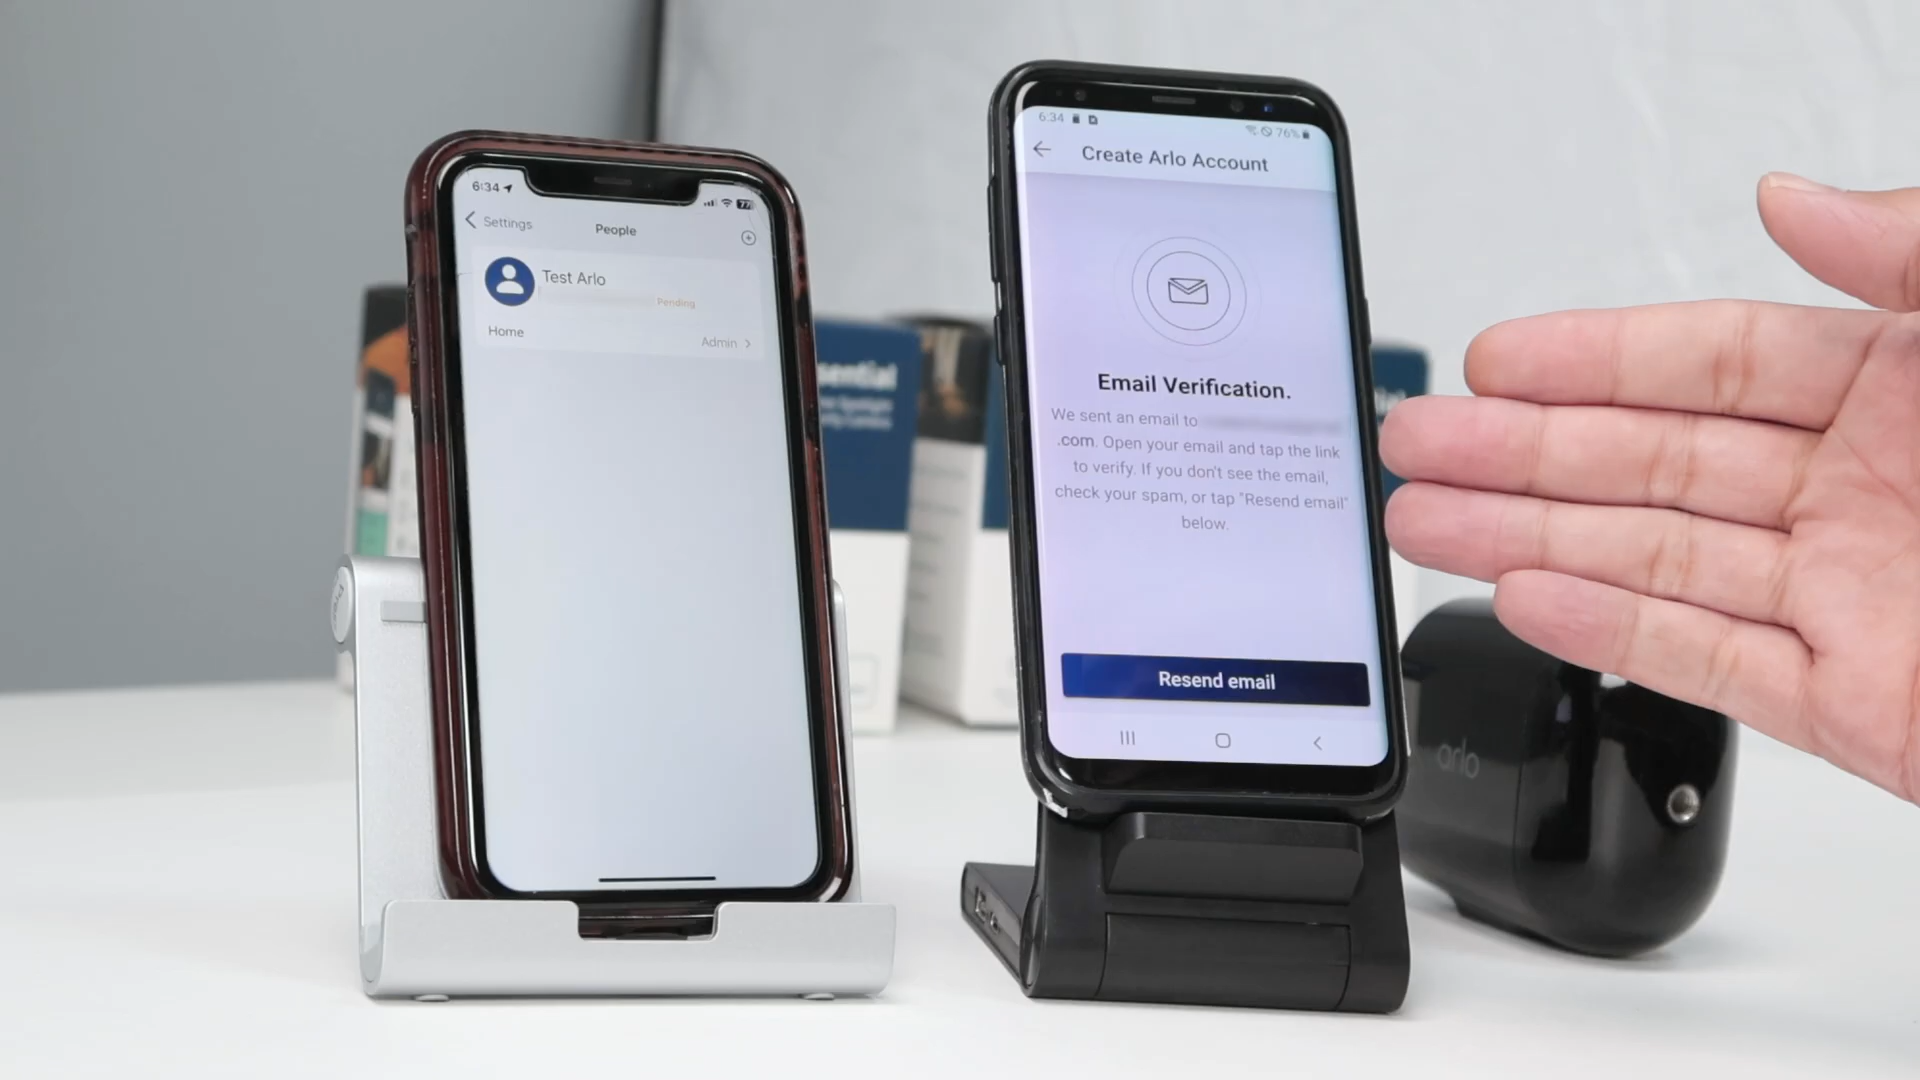 6:34
77
Settings
People
Test Arlo
Pending
Home
Admin
6:34
76%
Create Arlo Account
Email Verification.
We sent an email to
.com. Open your email and tap the link
to verify. If you don't see the email,
check your spam, or tap "Resend email"
below.
Resend email
sential
arlo